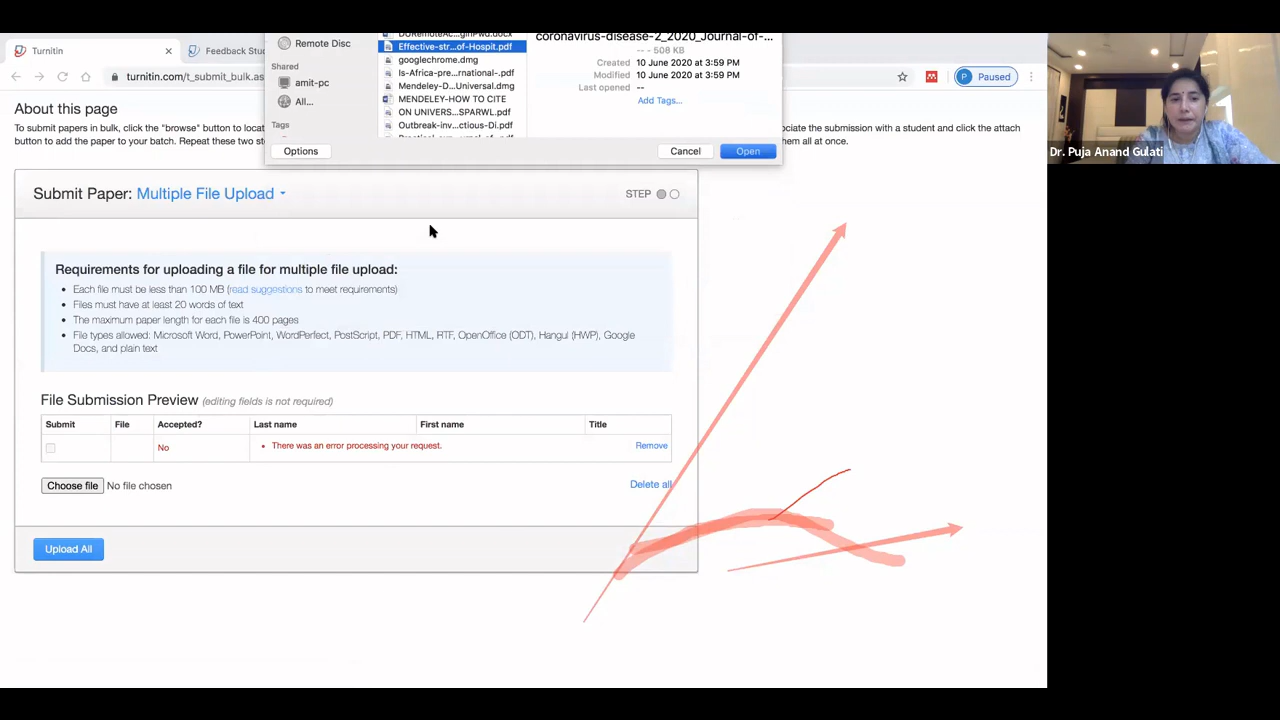 Turnitin
Feedback Stu
turnitin.com/t_submit_bulk.as
P Paused
Remote Disc
Shared
amit-pc
All...
Tags
Effective-str...of-Hospit.pdf
googlechrome.dmg
Is-Africa-pre...rnational-.pdf
Mendeley-D...Universal.dmg
MENDELEY-HOW TO CITE
ON UNIVERS...SPARWL.pdf
Outbreak-inv...ctious-Di.pdf
coronavirus-disease-2_2020_Journal-of-...
-- - 508 KB
Created 10 June 2020 at 3:59 PM
Modified 10 June 2020 at 3:59 PM
Last opened --
Add Tags...
Options
Cancel
Open
About this page
To submit papers in bulk, click the "browse" button to locat
ociate the submission with a student and click the attach
button to add the paper to your batch. Repeat these two st
em all at once.
Submit Paper: Multiple File Upload
STEP
Requirements for uploading a file for multiple file upload:
Each file must be less than 100 MB (read suggestions to meet requirements)
Files must have at least 20 words of text
The maximum paper length for each file is 400 pages
File types allowed: Microsoft Word, PowerPoint, WordPerfect, PostScript, PDF, HTML, RTF, OpenOffice (ODT), Hangul (HWP), Google
Docs, and plain text
File Submission Preview (editing fields is not required)
Submit File Accepted? Last name First name Title
No There was an error processing your request. Remove
Choose file No file chosen
Delete all
Upload All
Dr. Puja Anand Gulati